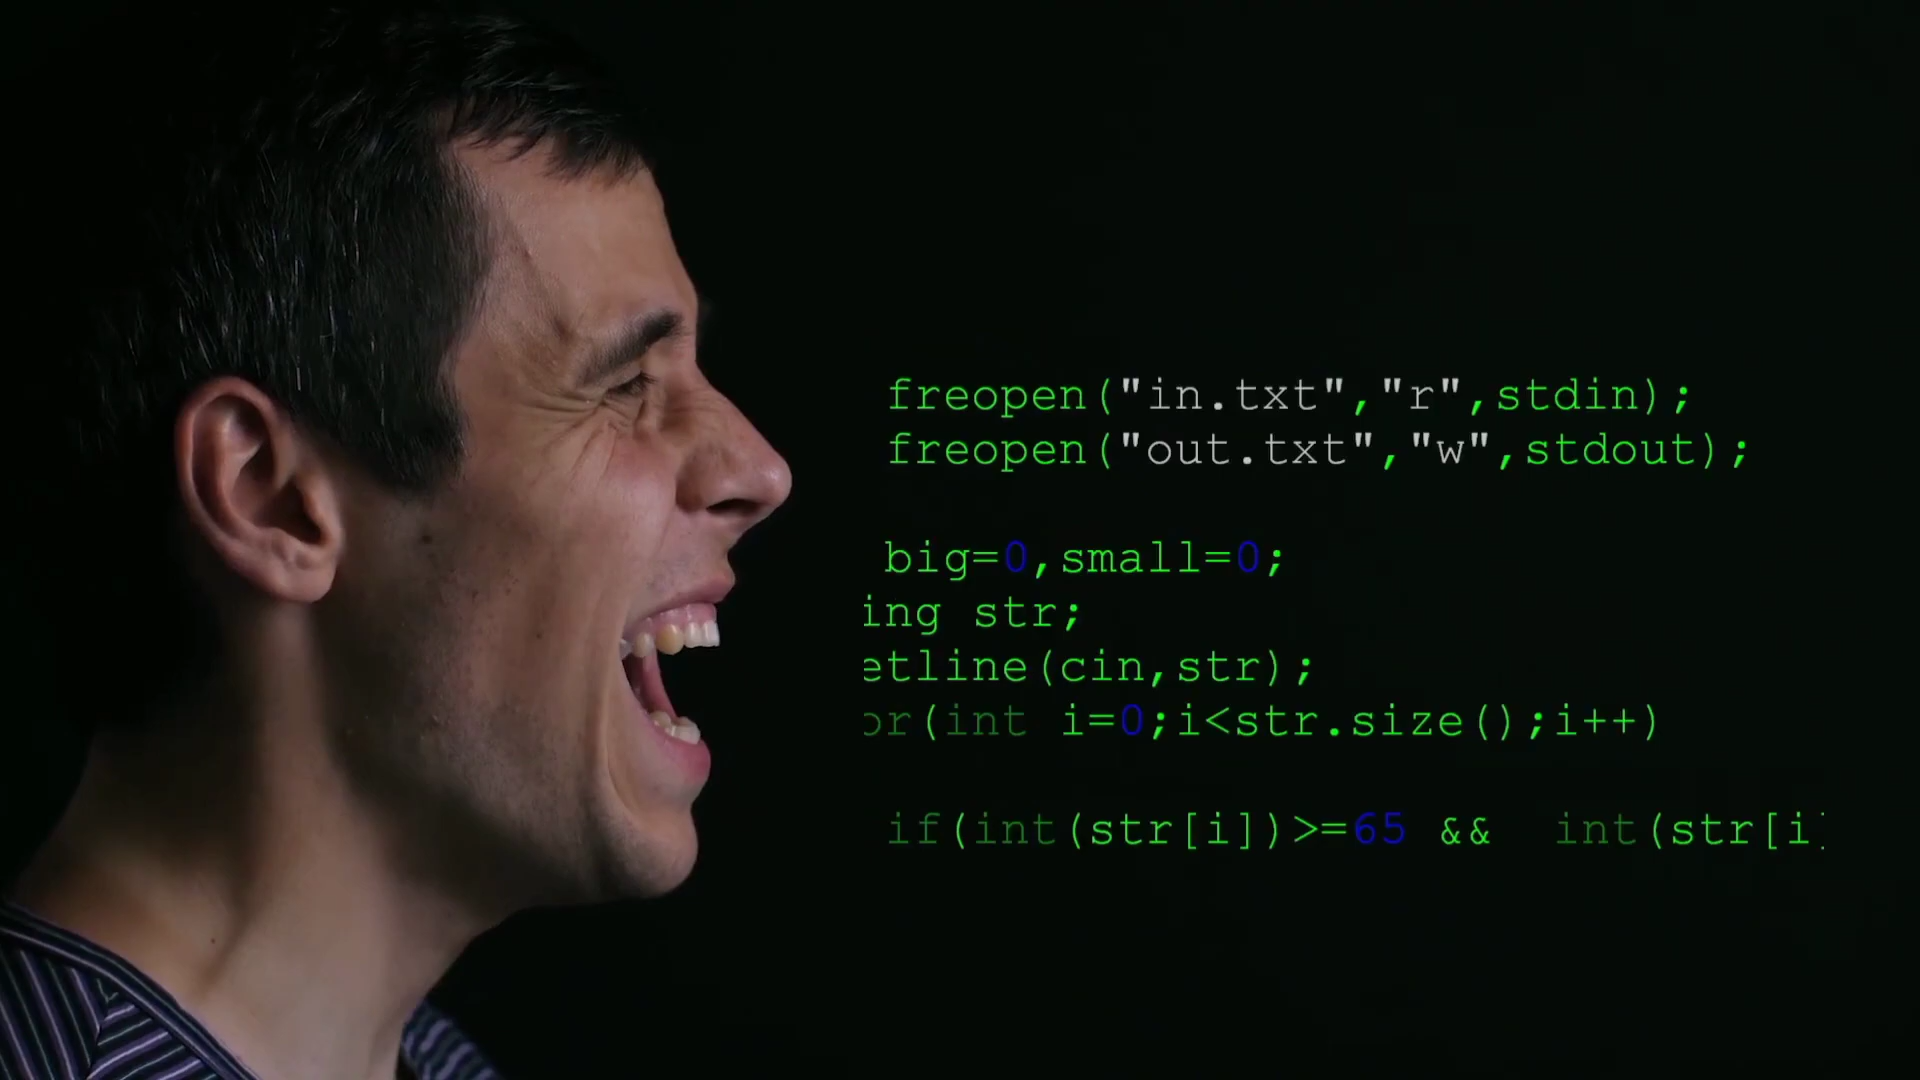 freopen("in.txt","r",stdin);
freopen("out.txt","w",stdout);
big=0,small=0;
ing str;
etline(cin,str);
or(int i=0;i<str.size();i++)
if(int(str[i])>=65 && int(str[i]